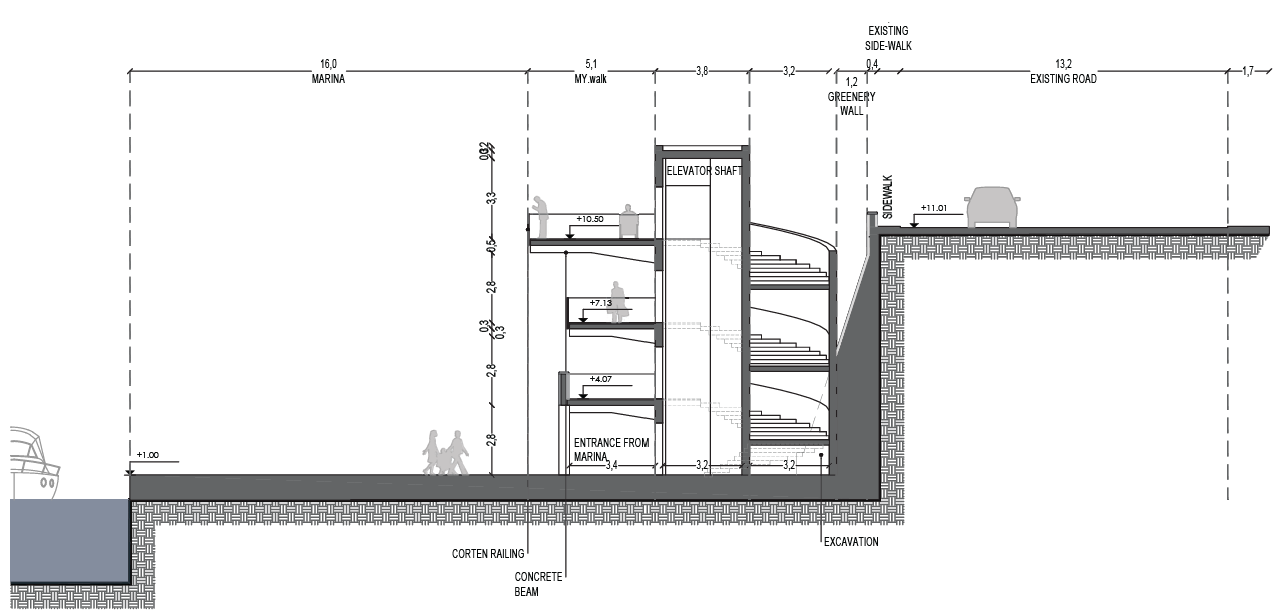 EXISTING
SIDE-WALK
16,0
MARINA
5,1
MY.walk
3,8
3,2
0,4
1,2
GREENERY
WALL
13,2
EXISTING ROAD
1,7
ELEVATOR SHAFT
SIDEWALK
3,3
+10.50
+11.01
0,5
2,8
+7.13
0,3
0,3
2,8
+4.07
2,8
ENTRANCE FROM
MARINA
3,4
3,2
3,2
+1.00
CORTEN RAILING
EXCAVATION
CONCRETE
BEAM